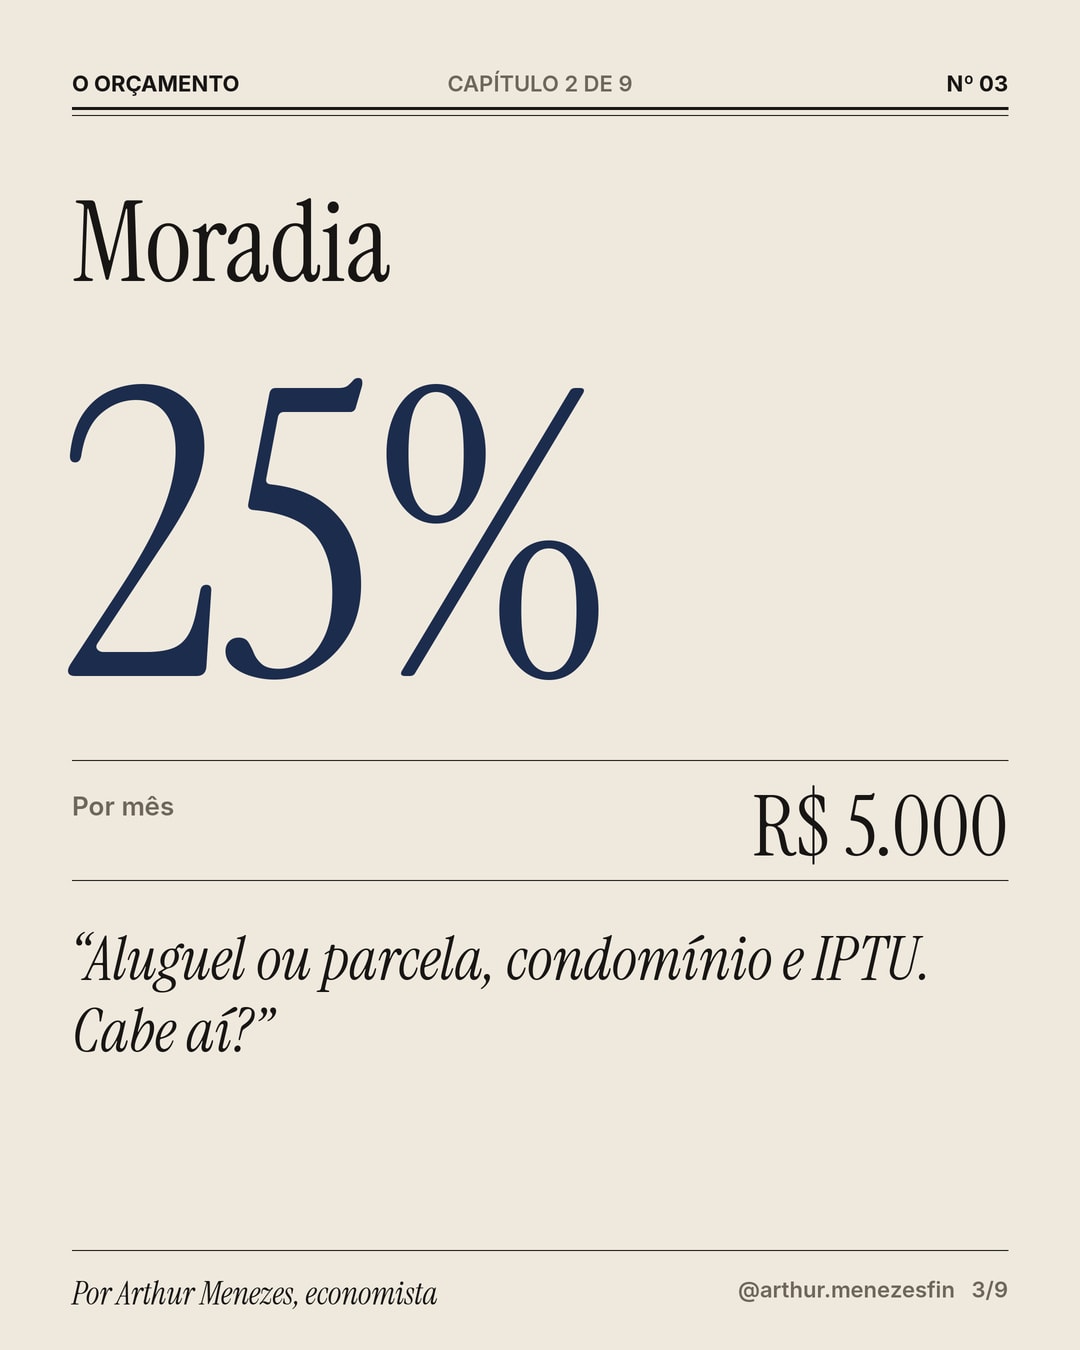 O ORÇAMENTO CAPÍTULO 2 DE 9 Nº 03
Moradia
25%
Por mês R$ 5.000
“Aluguel ou parcela, condomínio e IPTU.
Cabe aí?”
Por Arthur Menezes, economista @arthur.menezesfin 3/9